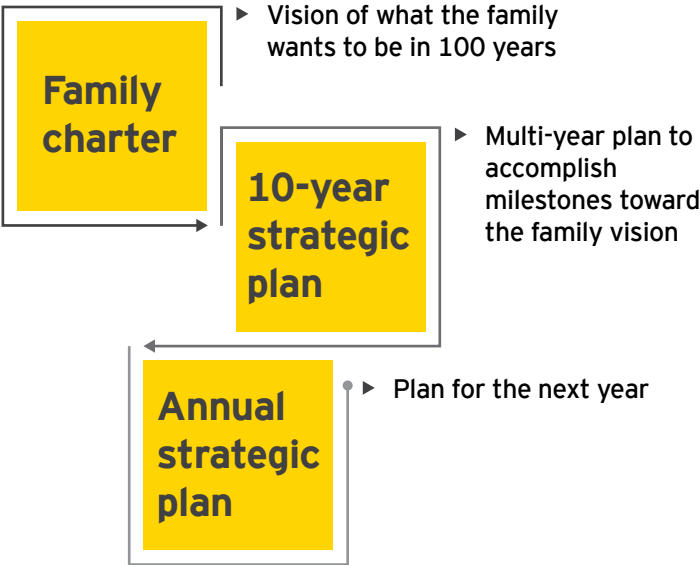 Family
charter
Vision of what the family
wants to be in 100 years
10-year
strategic
plan
Multi-year plan to
accomplish
milestones toward
the family vision
Annual
strategic
plan
Plan for the next year